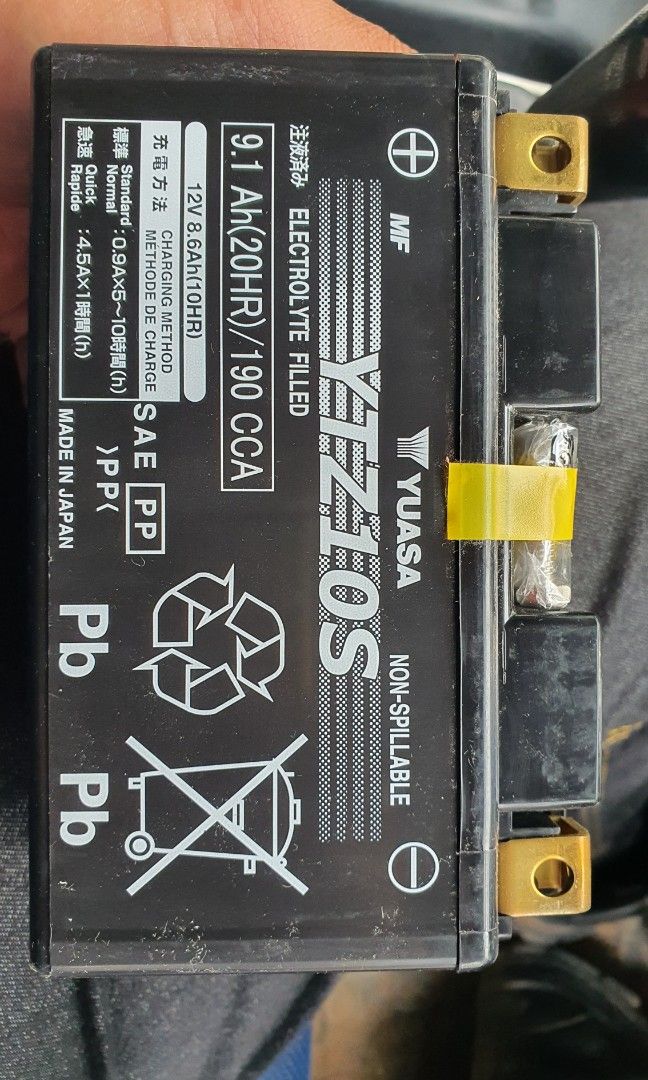 + YUASA −
MF NON-SPILLABLE
YTZ10S
注液済み ELECTROLYTE FILLED
9.1 Ah(20HR)/190 CCA
12V 8.6Ah(10HR)
充電方法 CHARGING METHOD
METHODE DE CHARGE
標準 Standard
Normal :0.9A×5〜10時間(h)
急速 Quick
Rapide :4.5A×1時間(h)
SAE PP
>PP<
MADE IN JAPAN
Pb Pb